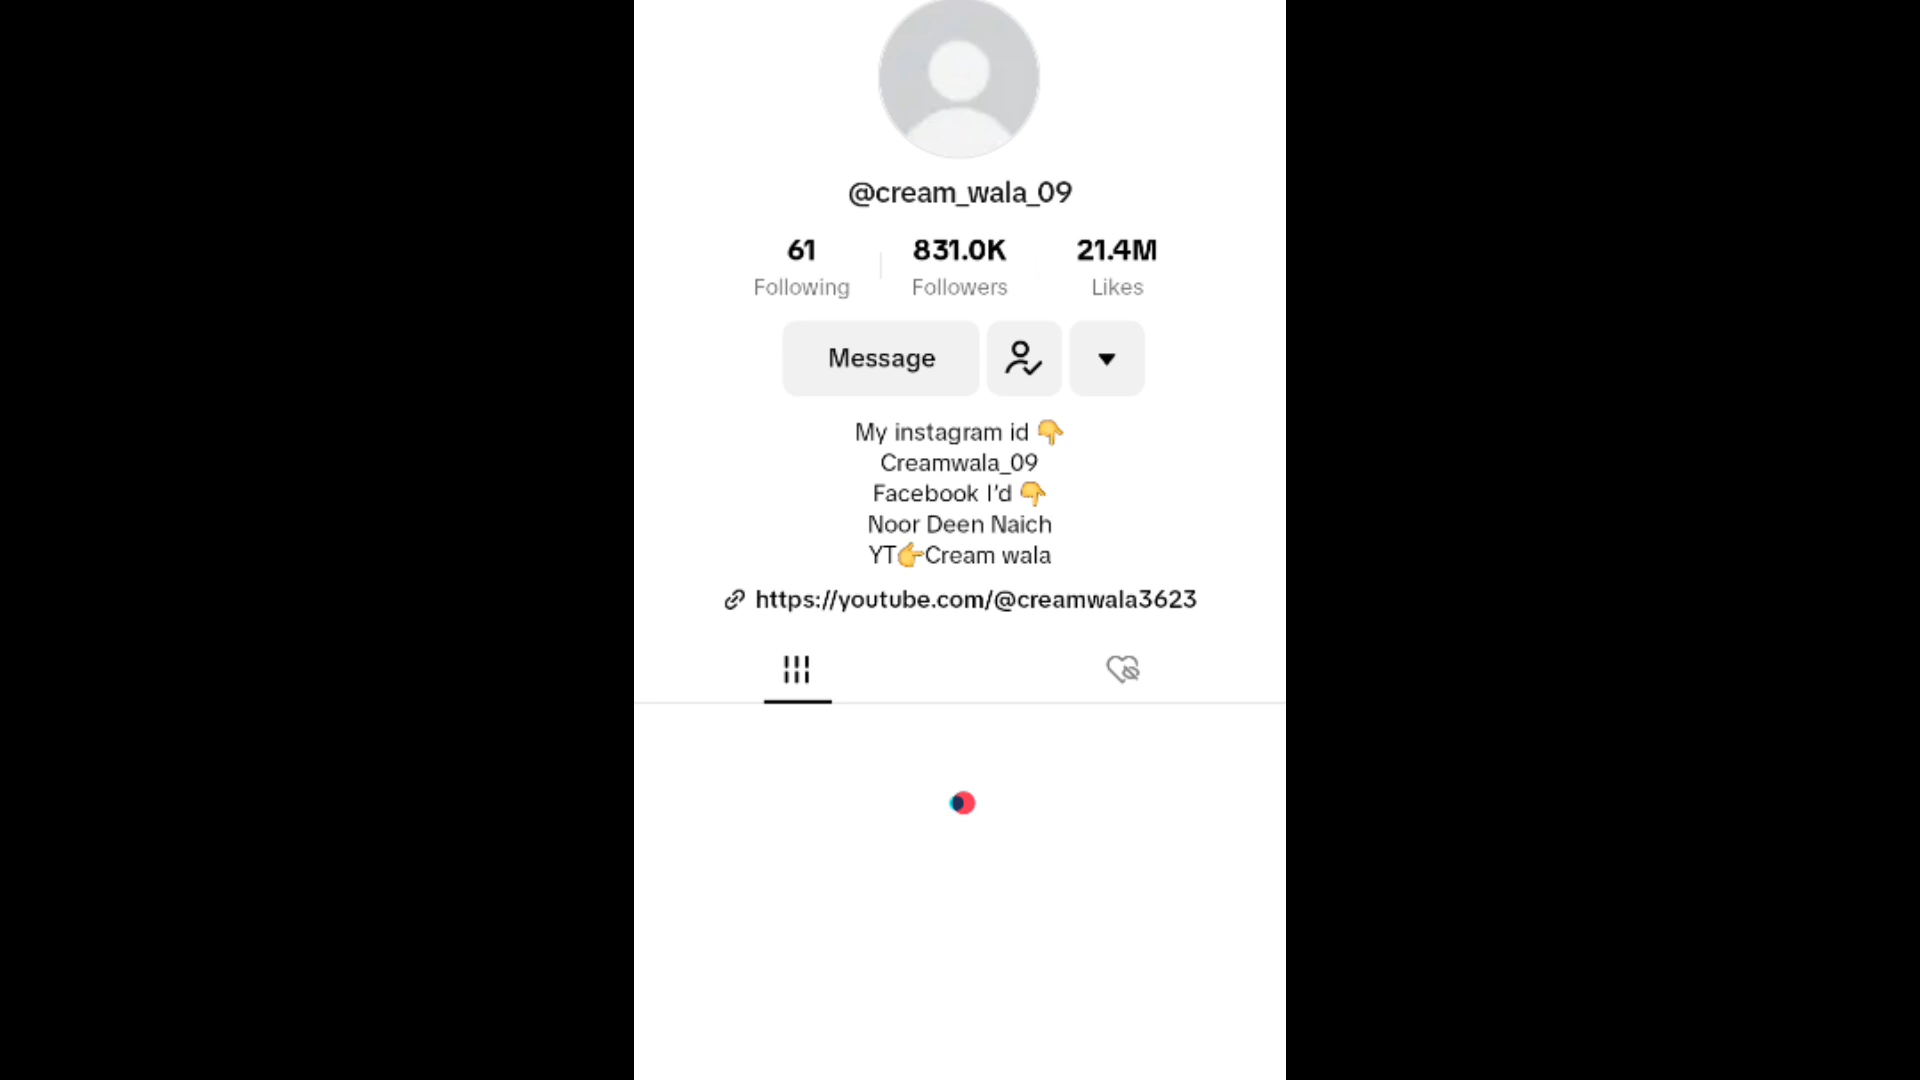 @cream_wala_09
61 831.0K 21.4M
Following Followers Likes
Message
My instagram id 👇
Creamwala_09
Facebook I'd 👇
Noor Deen Naich
YT👉Cream wala
https://youtube.com/@creamwala3623